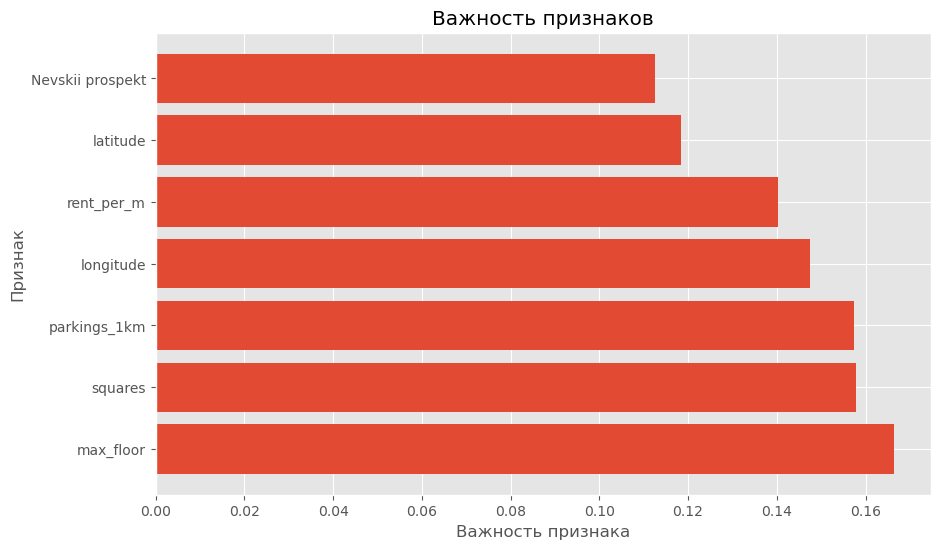 Важность признаков
Признак
Nevskii prospekt
latitude
rent_per_m
longitude
parkings_1km
squares
max_floor
0.00 0.02 0.04 0.06 0.08 0.10 0.12 0.14 0.16
Важность признака